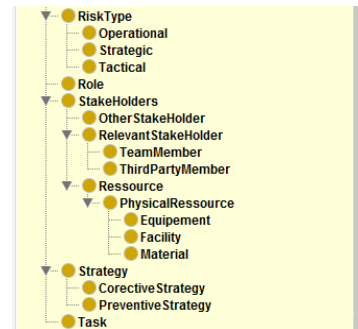 RiskType
Operational
Strategic
Tactical
Role
StakeHolders
OtherStakeHolder
RelevantStakeHolder
TeamMember
ThirdPartyMember
Ressource
PhysicalRessource
Equipement
Facility
Material
Strategy
CorectiveStrategy
PreventiveStrategy
Task